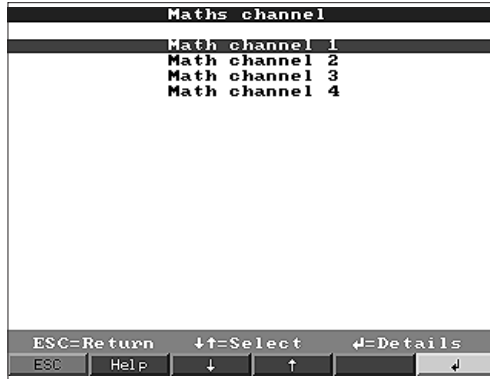 Maths channel
Math channel 1
Math channel 2
Math channel 3
Math channel 4
ESC=Return ↓↑=Select ↲=Details
ESC Help ↓ ↑ ↲